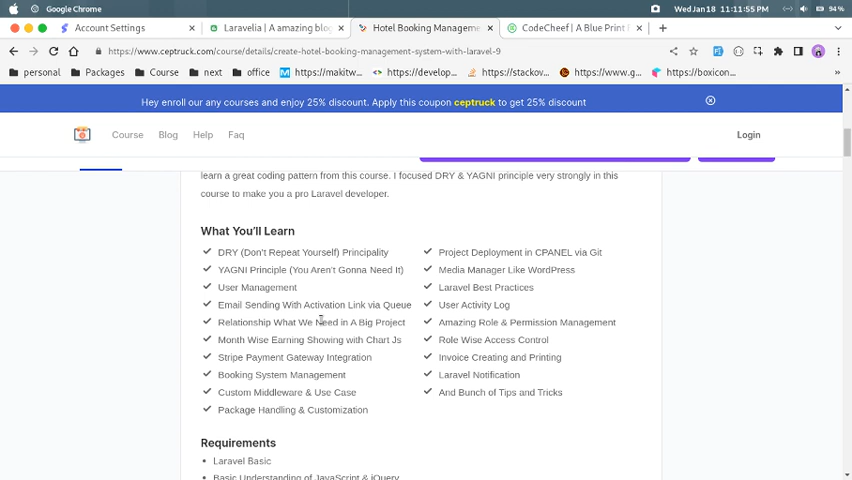 Google Chrome
Wed Jan 18 11:11:55 PM 94 %
Account Settings
Laravelia | A amazing blog
Hotel Booking Manageme
CodeCheef | A Blue Print
https://www.ceptruck.com/course/details/create-hotel-booking-management-system-with-laravel-9
personal Packages Course next office https://makitw... https://develop... https://stackov... https://www.g... https://boxicon... »
Hey enroll our any courses and enjoy 25% discount. Apply this coupon ceptruck to get 25% discount
Course Blog Help Faq Login
learn a great coding pattern from this course. I focused DRY & YAGNI principle very strongly in this
course to make you a pro Laravel developer.
What You'll Learn
DRY (Don't Repeat Yourself) Principality
YAGNI Principle (You Aren't Gonna Need It)
User Management
Email Sending With Activation Link via Queue
Relationship What We Need in A Big Project
Month Wise Earning Showing with Chart Js
Stripe Payment Gateway Integration
Booking System Management
Custom Middleware & Use Case
Package Handling & Customization
Project Deployment in CPANEL via Git
Media Manager Like WordPress
Laravel Best Practices
User Activity Log
Amazing Role & Permission Management
Role Wise Access Control
Invoice Creating and Printing
Laravel Notification
And Bunch of Tips and Tricks
Requirements
Laravel Basic
Basic Understanding of JavaScript & jQuery